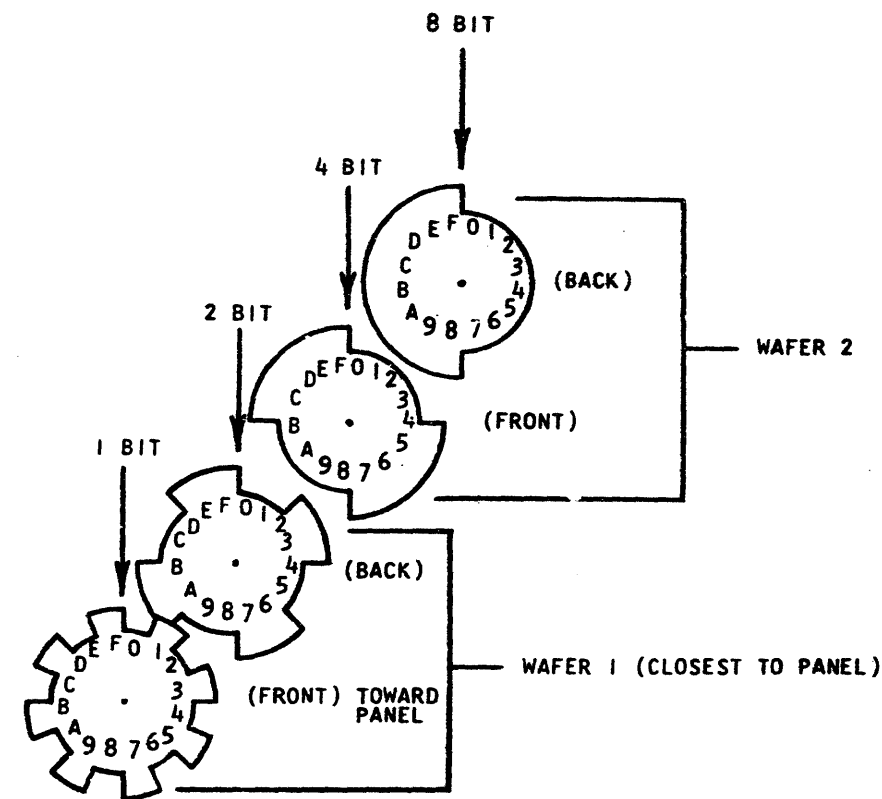 8 BIT
4 BIT
F 0 1 2 3 4 5 6 7 8 9 A B C D E
(BACK)
2 BIT
WAFER 2
F 0 1 2 3 4 5 6 7 8 9 A B C D E
(FRONT)
1 BIT
F 0 1 2 3 4 5 6 7 8 9 A B C D E
(BACK)
F 0 1 2 3 4 5 6 7 8 9 A B C D E
WAFER 1 (CLOSEST TO PANEL)
(FRONT) TOWARD
PANEL